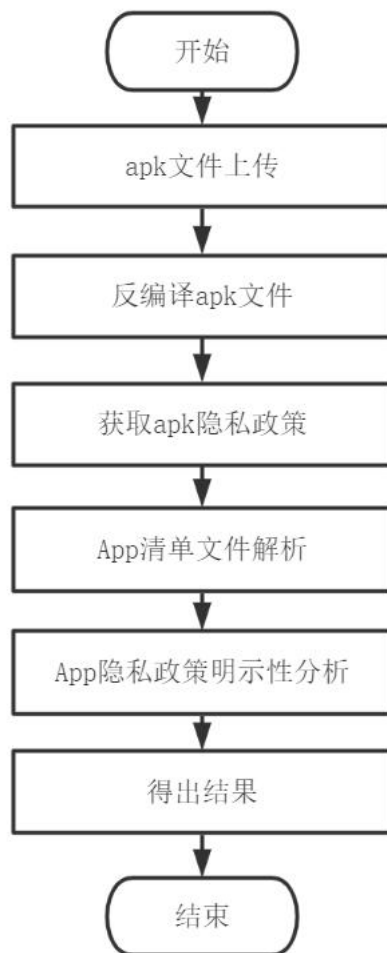 开始
apk文件上传
反编译apk文件
获取apk隐私政策
App清单文件解析
App隐私政策明示性分析
得出结果
结束